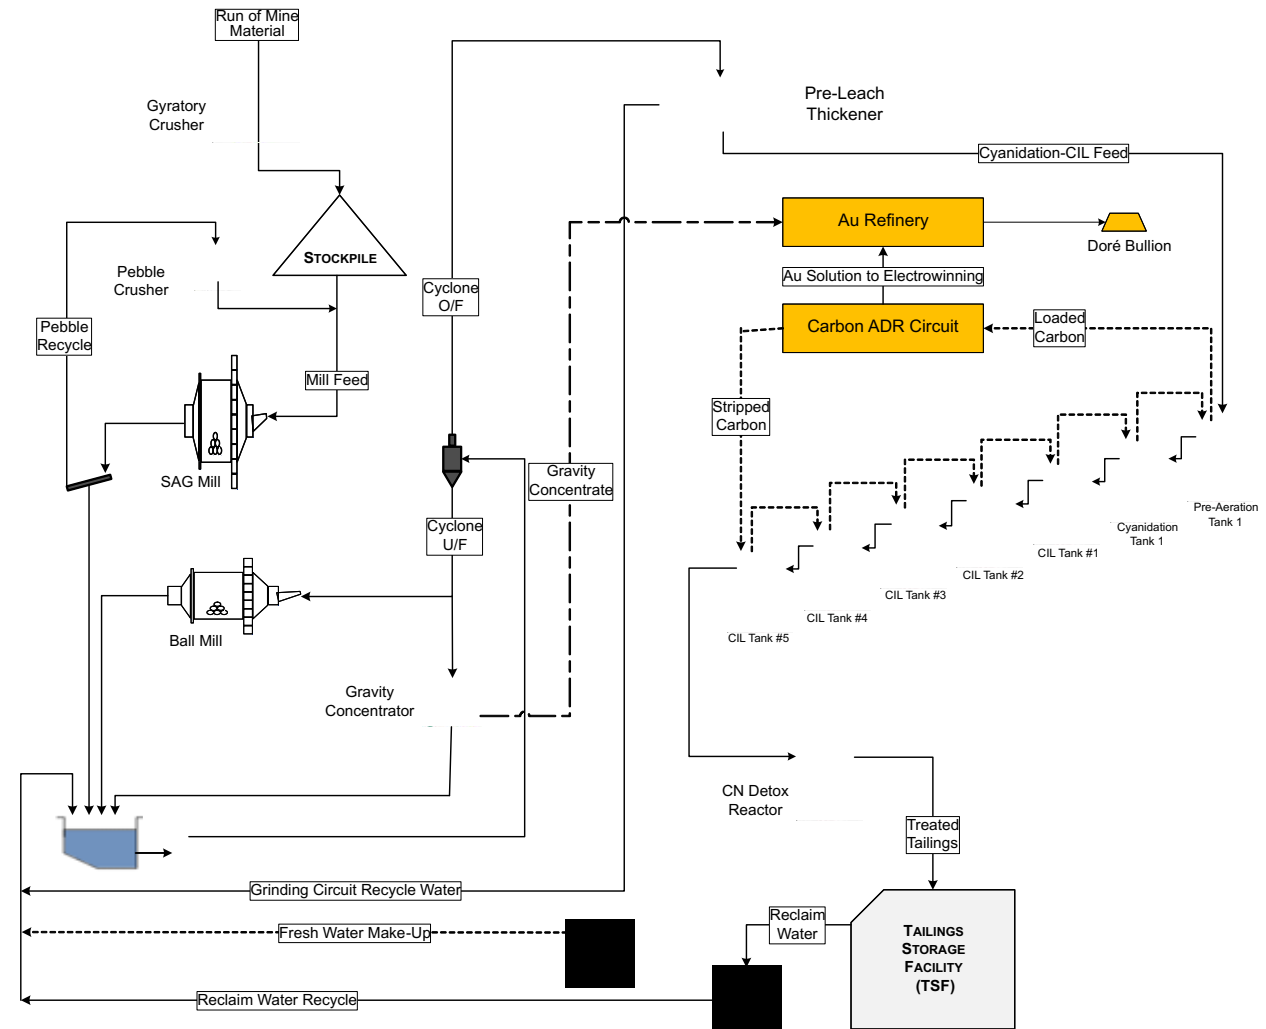 Run of Mine
Material
Gyratory
Crusher
Pre-Leach
Thickener
Cyanidation-CIL Feed
Au Refinery
Doré Bullion
STOCKPILE
Pebble
Crusher
Au Solution to Electrowinning
Cyclone
O/F
Pebble
Recycle
Carbon ADR Circuit
Loaded
Carbon
Mill Feed
Stripped
Carbon
SAG Mill
Gravity
Concentrate
Cyclone
U/F
Pre-Aeration
Tank 1
Cyanidation
Tank 1
CIL Tank #1
CIL Tank #2
CIL Tank #3
CIL Tank #4
CIL Tank #5
Ball Mill
Gravity
Concentrator
CN Detox
Reactor
Treated
Tailings
Grinding Circuit Recycle Water
Fresh Water Make-Up
Reclaim
Water
TAILINGS
STORAGE
FACILITY
(TSF)
Reclaim Water Recycle